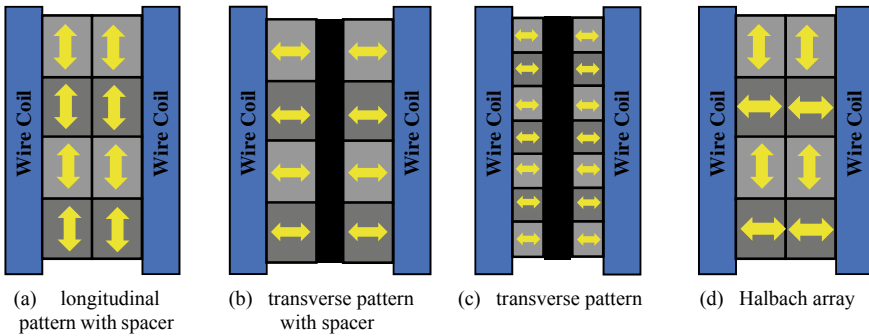 Wire Coil
Wire Coil
Wire Coil
Wire Coil
Wire Coil
Wire Coil
Wire Coil
Wire Coil
(a) longitudinal
pattern with spacer
(b) transverse pattern
with spacer
(c) transverse pattern
(d) Halbach array